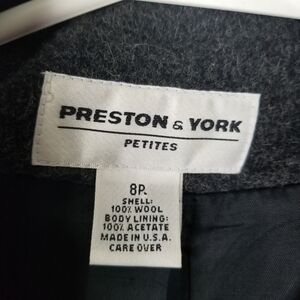 PRESTON & YORK
PETITES
8P.
SHELL:
100% WOOL
BODY LINING:
100% ACETATE
MADE IN U.S.A.
CARE OVER